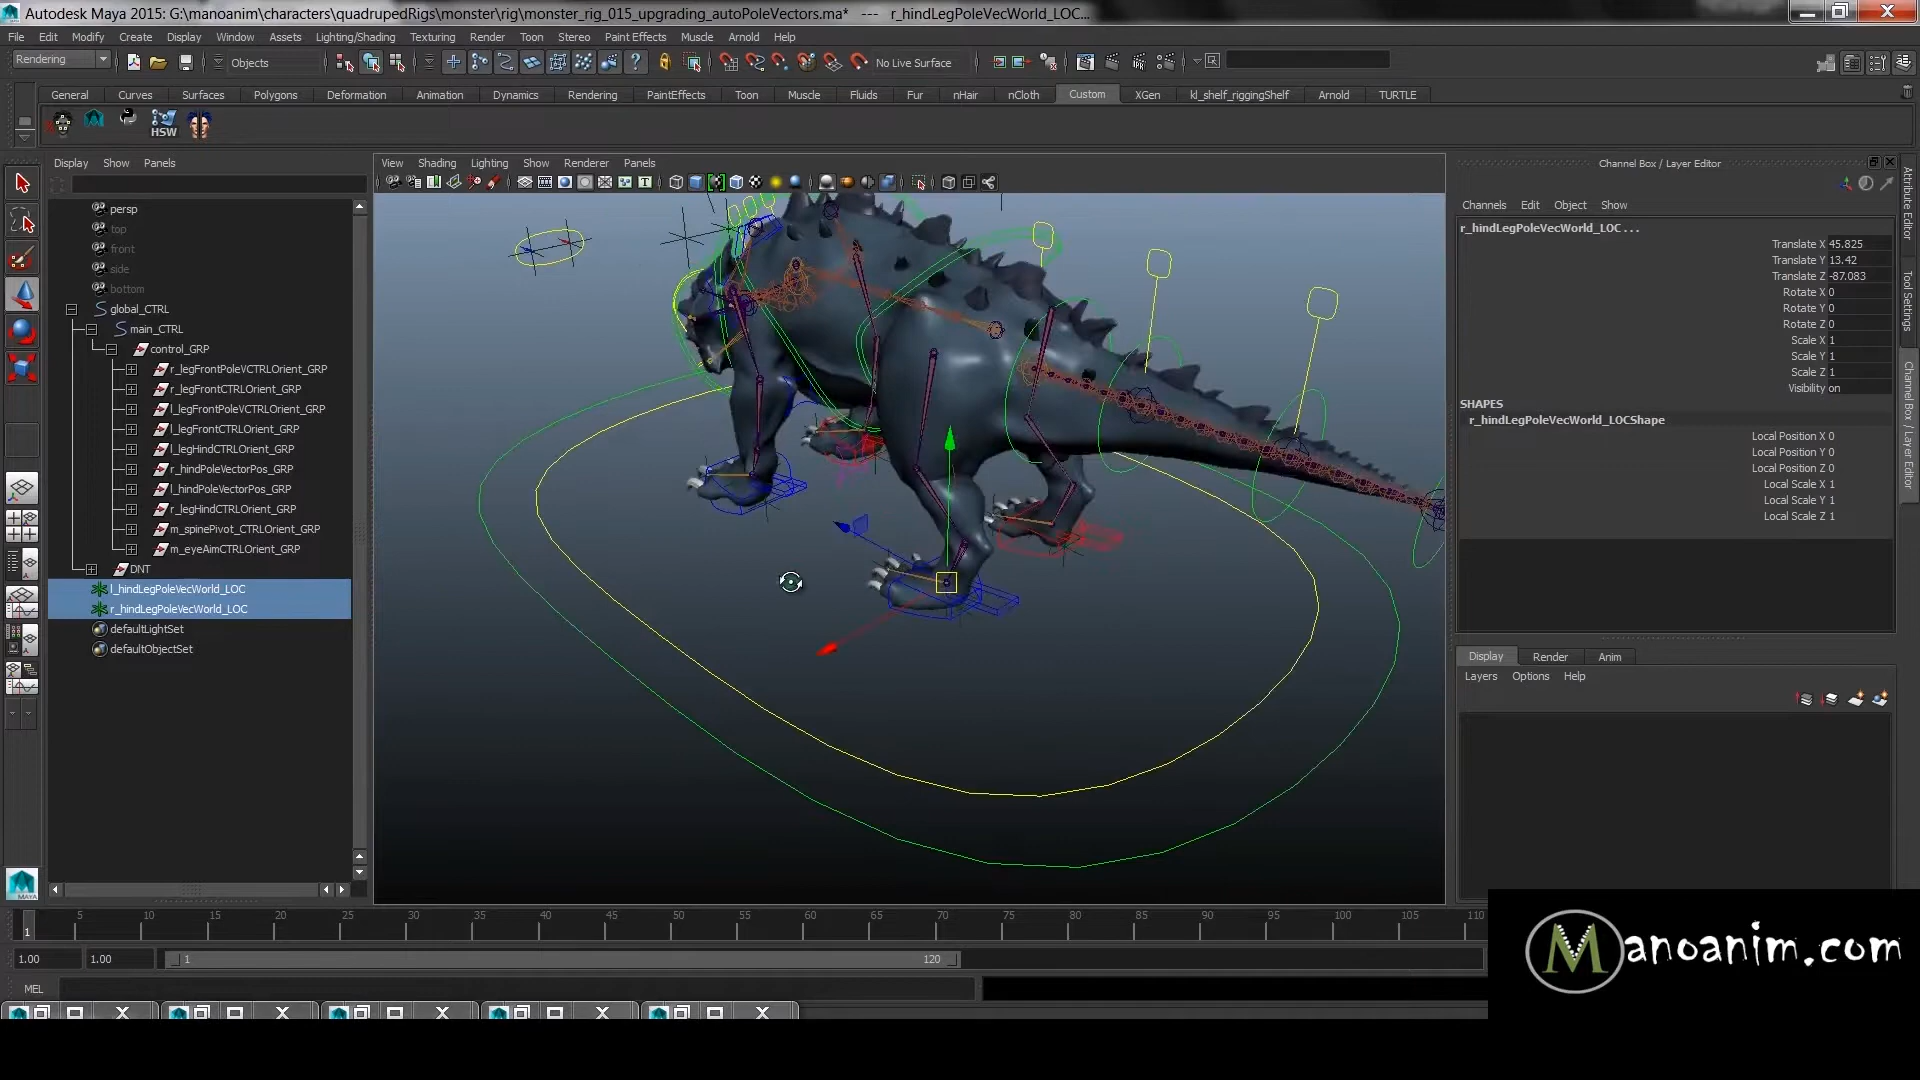 Autodesk Maya 2015: G:\manoanim\characters\quadrupedRigs\monster\rig\monster_rig_015_upgrading_autoPoleVectors.ma* --- r_hindLegPoleVecWorld_LOC...
File Edit Modify Create Display Window Assets Lighting/Shading Texturing Render Toon Stereo Paint Effects Muscle Arnold Help
Rendering Objects No Live Surface
General Curves Surfaces Polygons Deformation Animation Dynamics Rendering PaintEffects Toon Muscle Fluids Fur nHair nCloth Custom XGen kl_shelf_riggingShelf Arnold TURTLE
HSW
Display Show Panels
View Shading Lighting Show Renderer Panels
Channel Box / Layer Editor
persp
top
front
side
bottom
global_CTRL
main_CTRL
control_GRP
r_legFrontPoleVCTRLOrient_GRP
r_legFrontCTRLOrient_GRP
l_legFrontPoleVCTRLOrient_GRP
l_legFrontCTRLOrient_GRP
l_legHindCTRLOrient_GRP
r_hindPoleVectorPos_GRP
l_hindPoleVectorPos_GRP
r_legHindCTRLOrient_GRP
m_spinePivot_CTRLOrient_GRP
m_eyeAimCTRLOrient_GRP
DNT
l_hindLegPoleVecWorld_LOC
r_hindLegPoleVecWorld_LOC
defaultLightSet
defaultObjectSet
Channels Edit Object Show
r_hindLegPoleVecWorld_LOC ...
Translate X 45.825
Translate Y 13.42
Translate Z -87.083
Rotate X 0
Rotate Y 0
Rotate Z 0
Scale X 1
Scale Y 1
Scale Z 1
Visibility on
SHAPES
r_hindLegPoleVecWorld_LOCShape
Local Position X 0
Local Position Y 0
Local Position Z 0
Local Scale X 1
Local Scale Y 1
Local Scale Z 1
Attribute Editor
Tool Settings
Channel Box / Layer Editor
Display Render Anim
Layers Options Help
MAYA
5 10 15 20 25 30 35 40 45 50 55 60 65 70 75 80 85 90 95 100 105 110
1
1.00 1.00 1 120
MEL
Manoanim.com